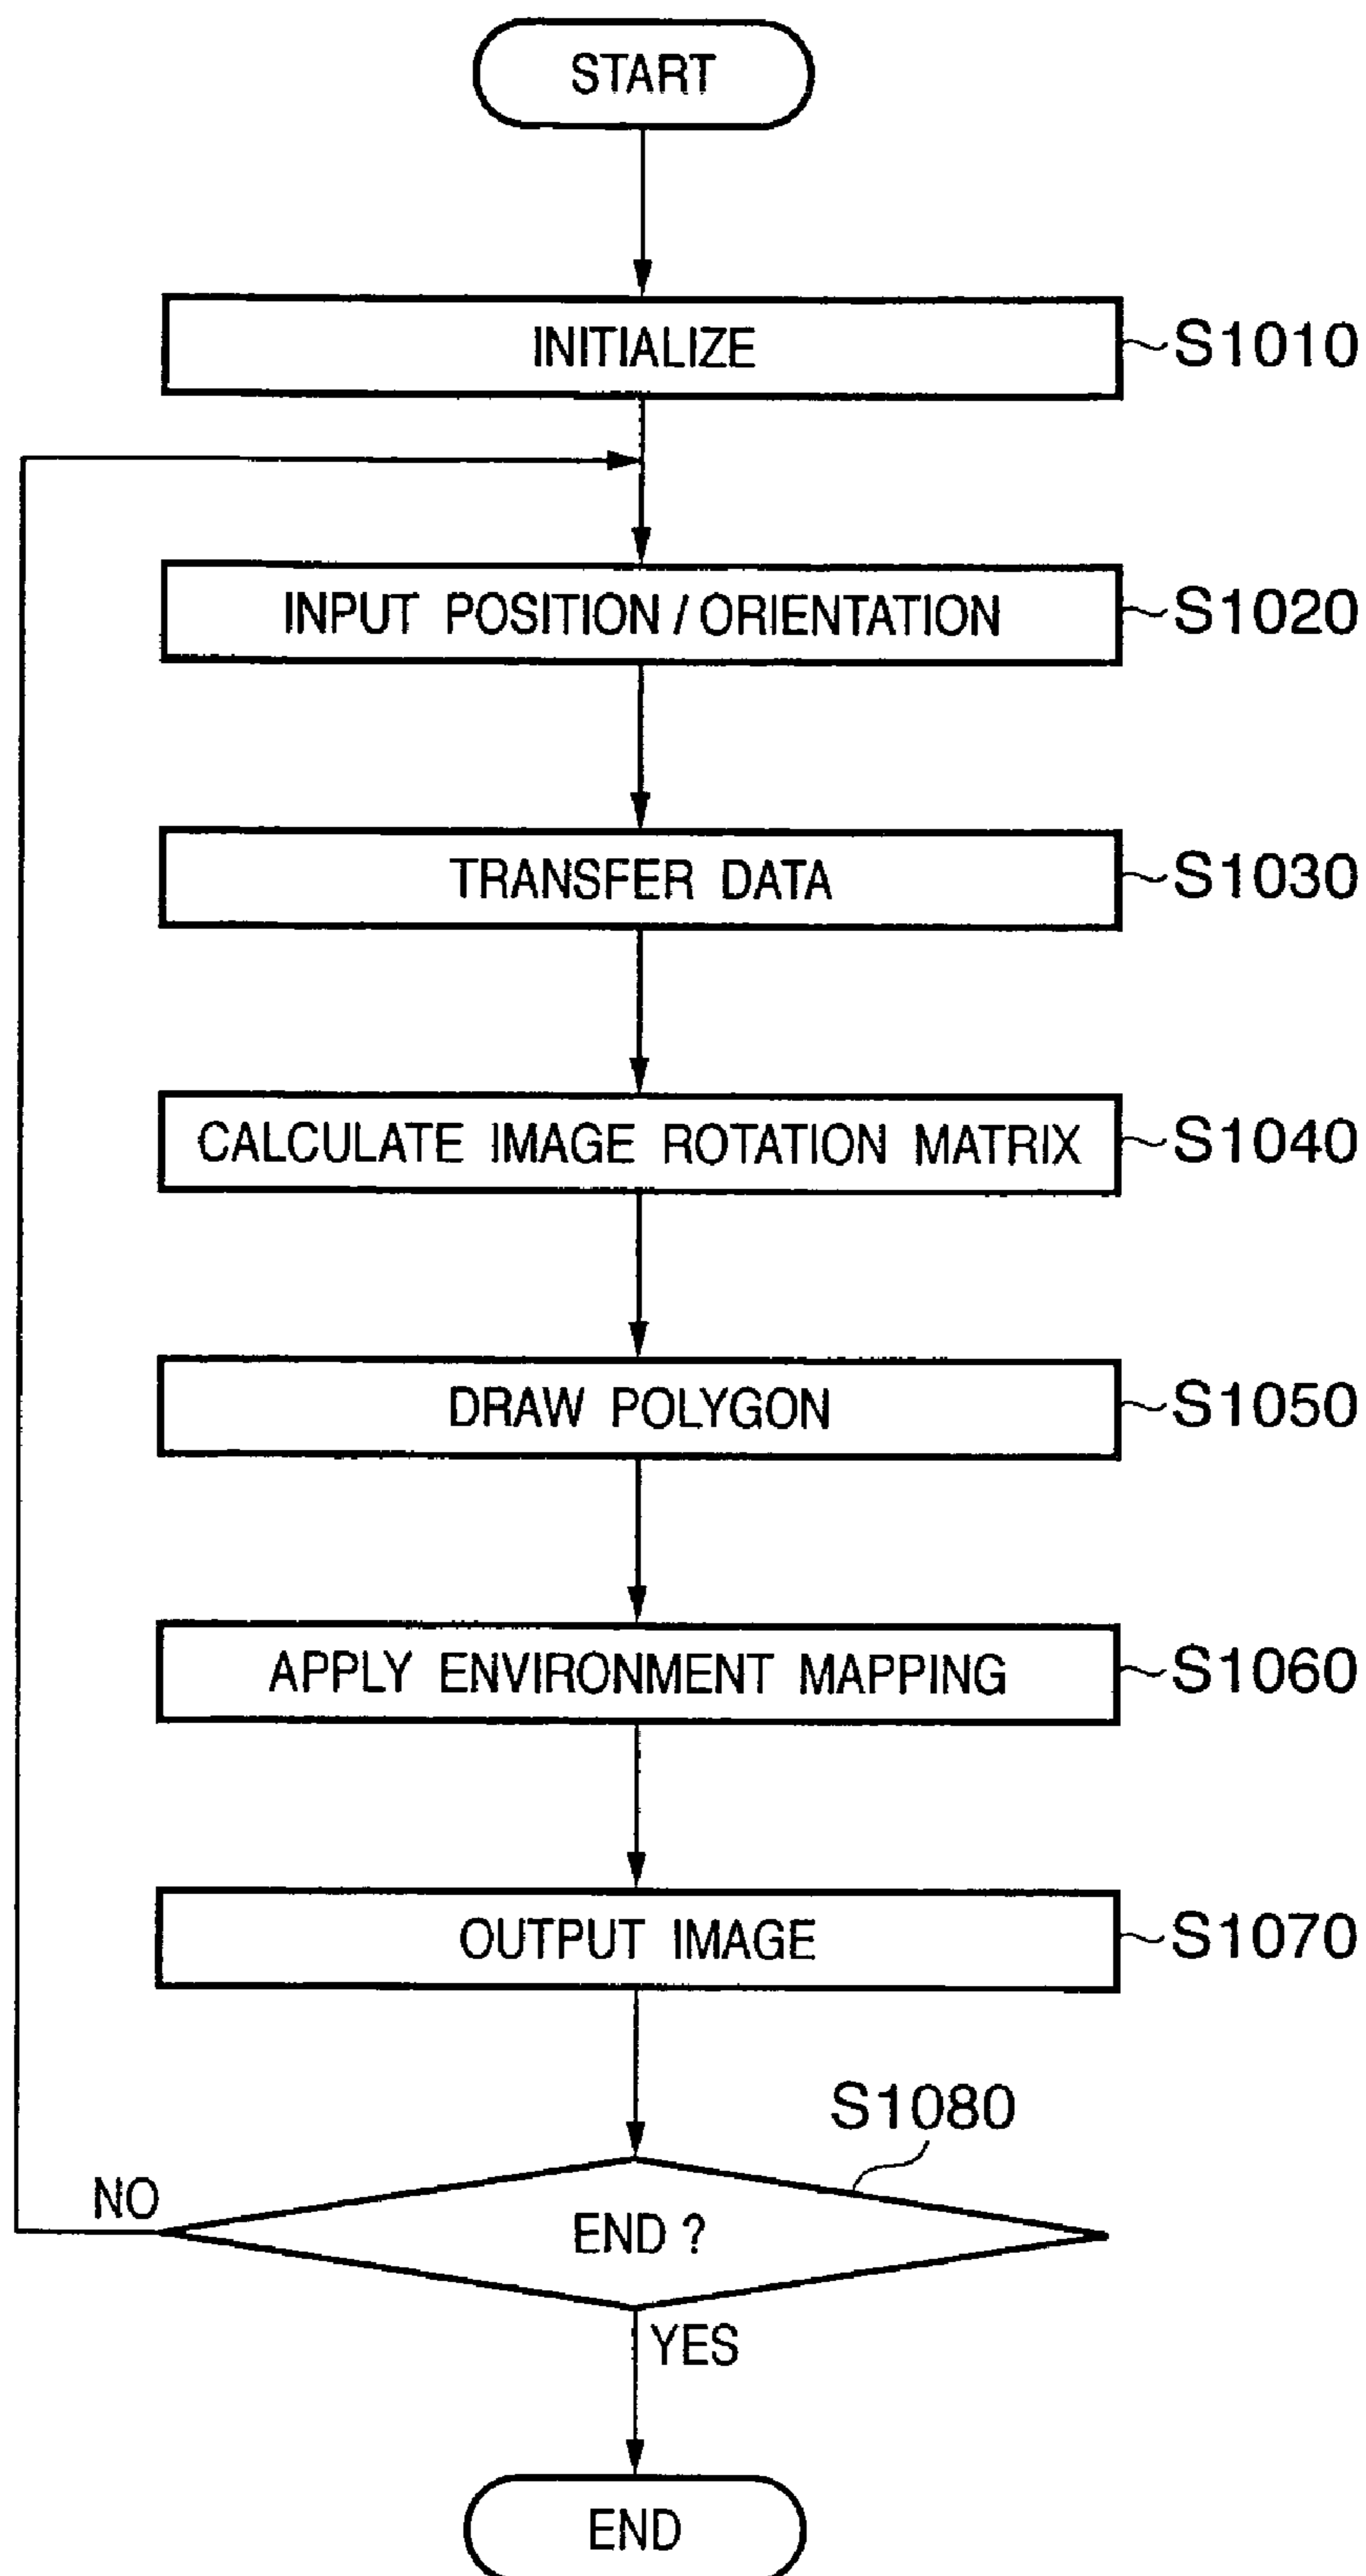 START
INITIALIZE S1010
INPUT POSITION / ORIENTATION S1020
TRANSFER DATA S1030
CALCULATE IMAGE ROTATION MATRIX S1040
DRAW POLYGON S1050
APPLY ENVIRONMENT MAPPING S1060
OUTPUT IMAGE S1070
S1080
NO
END ?
YES
END